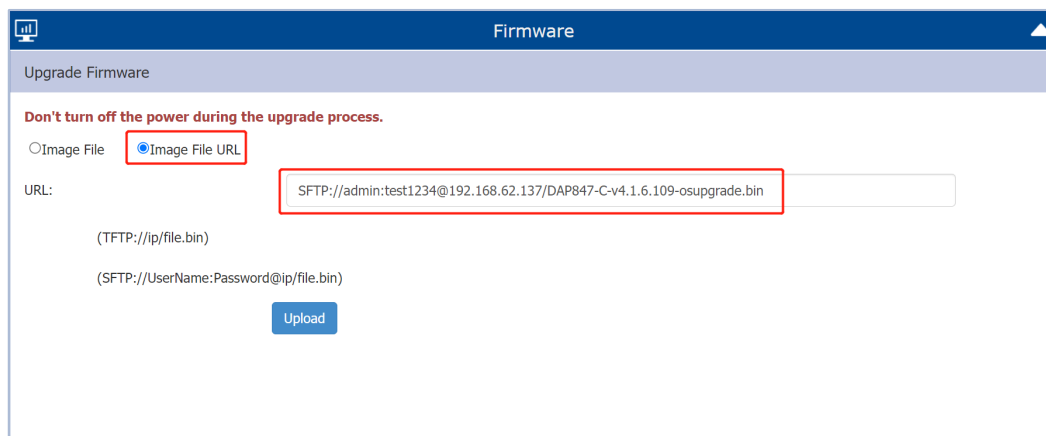 Firmware
Upgrade Firmware
Don't turn off the power during the upgrade process.
Image File Image File URL
URL: SFTP://admin:test1234@192.168.62.137/DAP847-C-v4.1.6.109-osupgrade.bin
(TFTP://ip/file.bin)
(SFTP://UserName:Password@ip/file.bin)
Upload